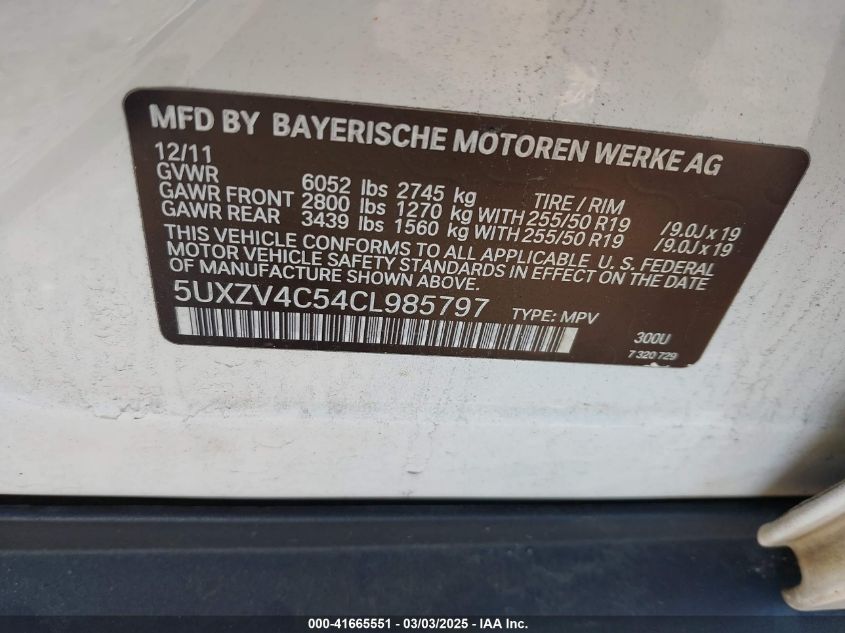 MFD BY BAYERISCHE MOTOREN WERKE AG
12/11
GVWR 6052 lbs 2745 kg TIRE / RIM
GAWR FRONT 2800 lbs 1270 kg WITH 255/50 R19 /9.0J x 19
GAWR REAR 3439 lbs 1560 kg WITH 255/50 R19 /9.0J x 19
THIS VEHICLE CONFORMS TO ALL APPLICABLE U. S. FEDERAL
MOTOR VEHICLE SAFETY STANDARDS IN EFFECT ON THE DATE
OF MANUFACTURE SHOWN ABOVE.
5UXZV4C54CL985797 TYPE: MPV
300U
7 320 729
000-41665551 — 03/03/2025 — IAA Inc.